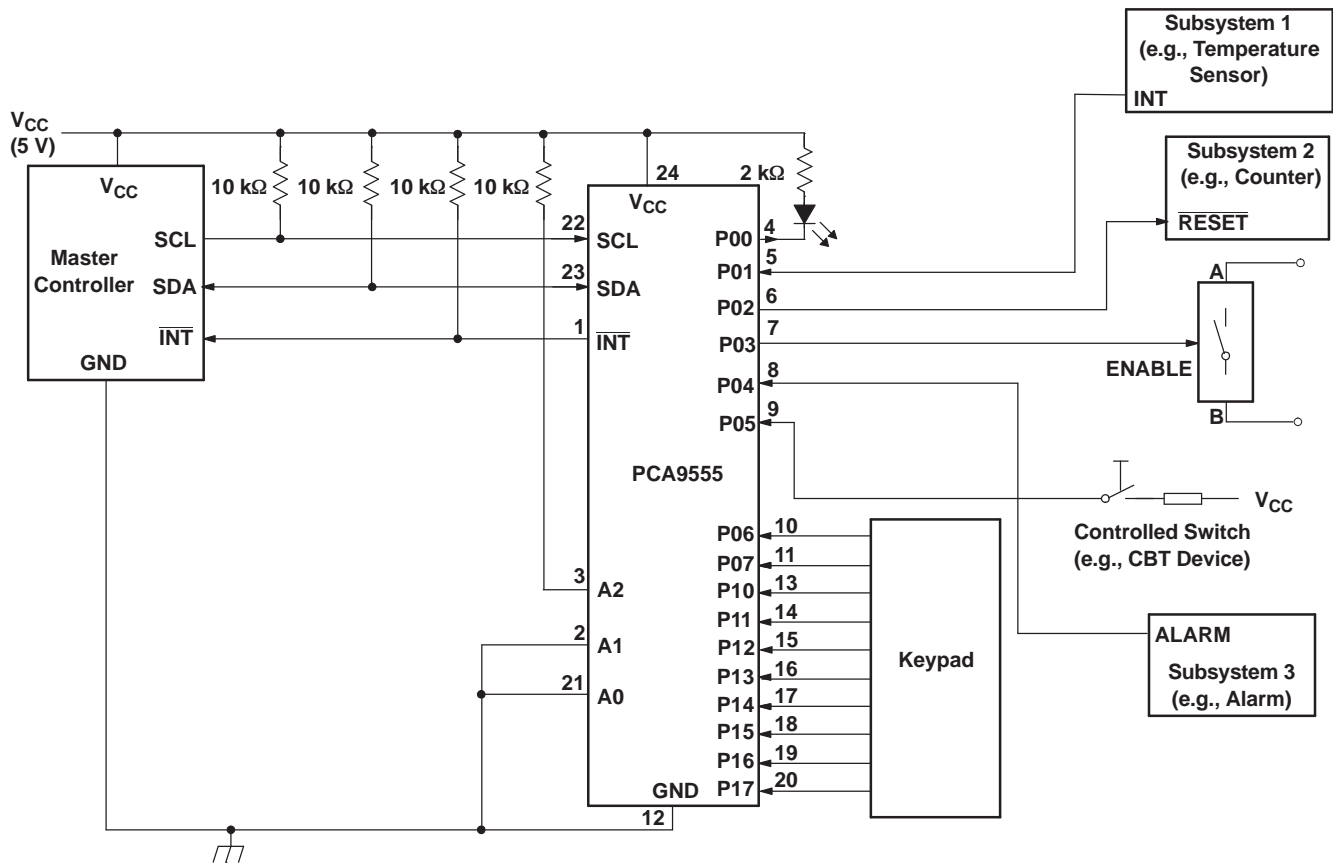 V_CC
(5 V)
V_CC
Master
Controller
SCL
SDA
INT
GND
10 kΩ
10 kΩ
10 kΩ
10 kΩ
2 kΩ
24
V_CC
22
SCL
23
SDA
1
INT
3
A2
2
A1
21
A0
GND
12
PCA9555
P00
4
P01
5
P02
6
P03
7
P04
8
P05
9
P06
10
P07
11
P10
13
P11
14
P12
15
P13
16
P14
17
P15
18
P16
19
P17
20
Keypad
Subsystem 1
(e.g., Temperature
Sensor)
INT
Subsystem 2
(e.g., Counter)
RESET
A
ENABLE
B
V_CC
Controlled Switch
(e.g., CBT Device)
ALARM
Subsystem 3
(e.g., Alarm)